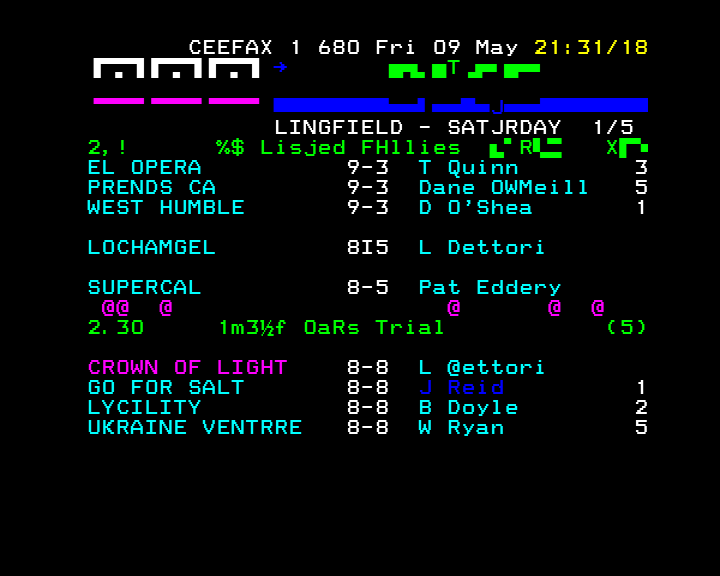 CEEFAX 1 680 Fri 09 May 21:31/18
LINGFIELD - SATJRDAY 1/5
2,! %$ Lisjed FHllies R X
EL OPERA 9-3 T Quinn 3
PRENDS CA 9-3 Dane OWMeill 5
WEST HUMBLE 9-3 D O'Shea 1
LOCHAMGEL 8I5 L Dettori
SUPERCAL 8-5 Pat Eddery
@@ @ @ @ @
2.30 1m3½f OaRs Trial (5)
CROWN OF LIGHT 8-8 L @ettori
GO FOR SALT 8-8 J Reid 1
LYCILITY 8-8 B Doyle 2
UKRAINE VENTRRE 8-8 W Ryan 5